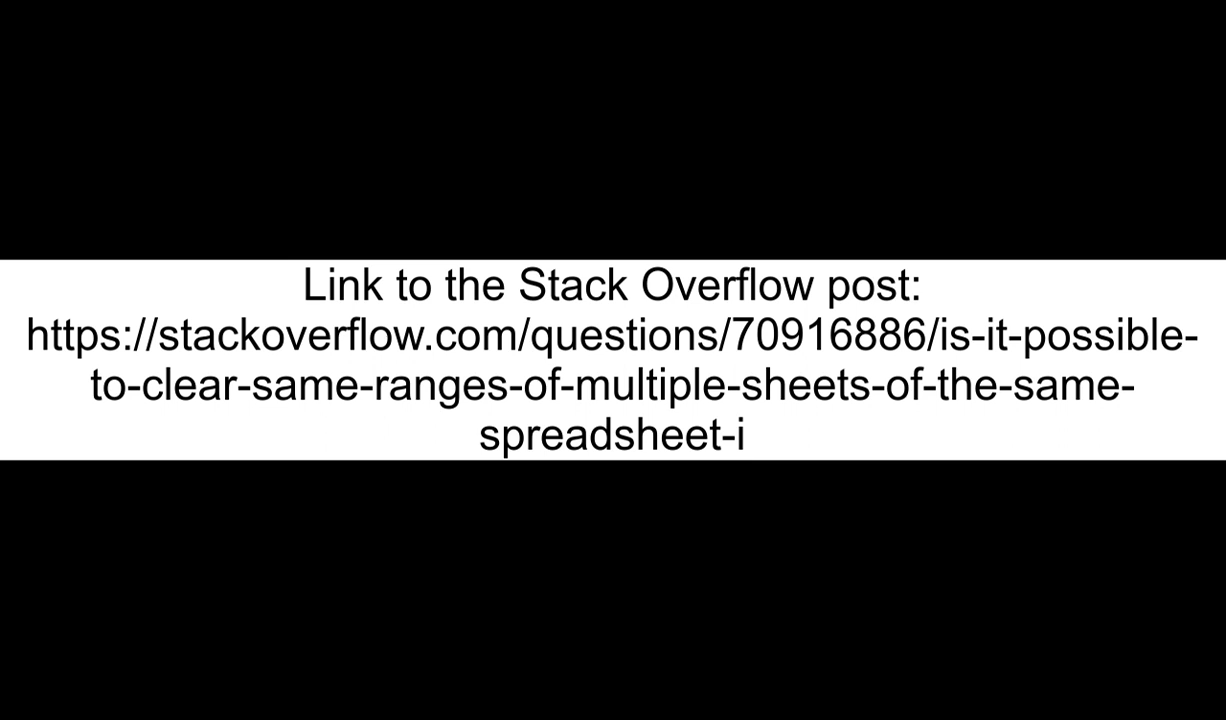 Link to the Stack Overflow post:
https://stackoverflow.com/questions/70916886/is-it-possible-
to-clear-same-ranges-of-multiple-sheets-of-the-same-
spreadsheet-i